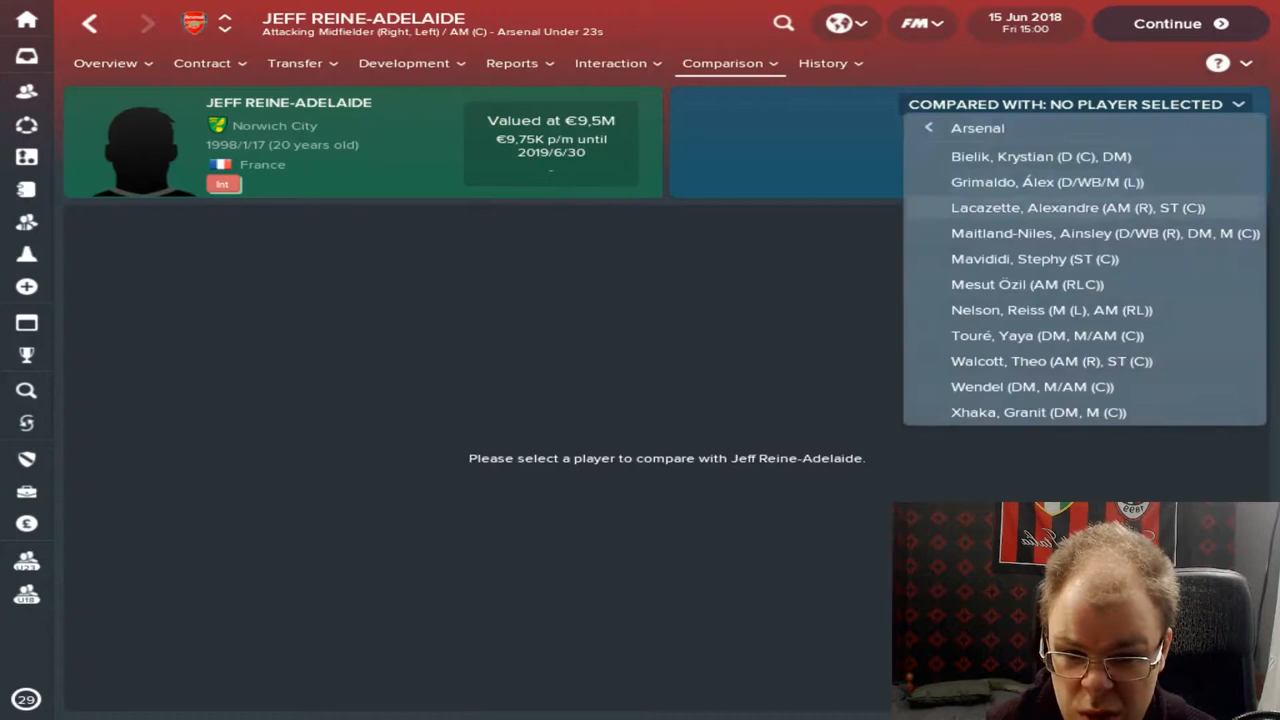 JEFF REINE-ADELAIDE
Attacking Midfielder (Right, Left) / AM (C) - Arsenal Under 23s
FM
15 Jun 2018
Fri 15:00
Continue
Overview
Contract
Transfer
Development
Reports
Interaction
Comparison
History
?
JEFF REINE-ADELAIDE
Norwich City
1998/1/17 (20 years old)
France
Int
Valued at €9,5M
€9,75K p/m until
2019/6/30
-
COMPARED WITH: NO PLAYER SELECTED
Arsenal
Bielik, Krystian (D (C), DM)
Grimaldo, Álex (D/WB/M (L))
Lacazette, Alexandre (AM (R), ST (C))
Maitland-Niles, Ainsley (D/WB (R), DM, M (C))
Mavididi, Stephy (ST (C))
Mesut Özil (AM (RLC))
Nelson, Reiss (M (L), AM (RL))
Touré, Yaya (DM, M/AM (C))
Walcott, Theo (AM (R), ST (C))
Wendel (DM, M/AM (C))
Xhaka, Granit (DM, M (C))
Please select a player to compare with Jeff Reine-Adelaide.
U23
U18
29